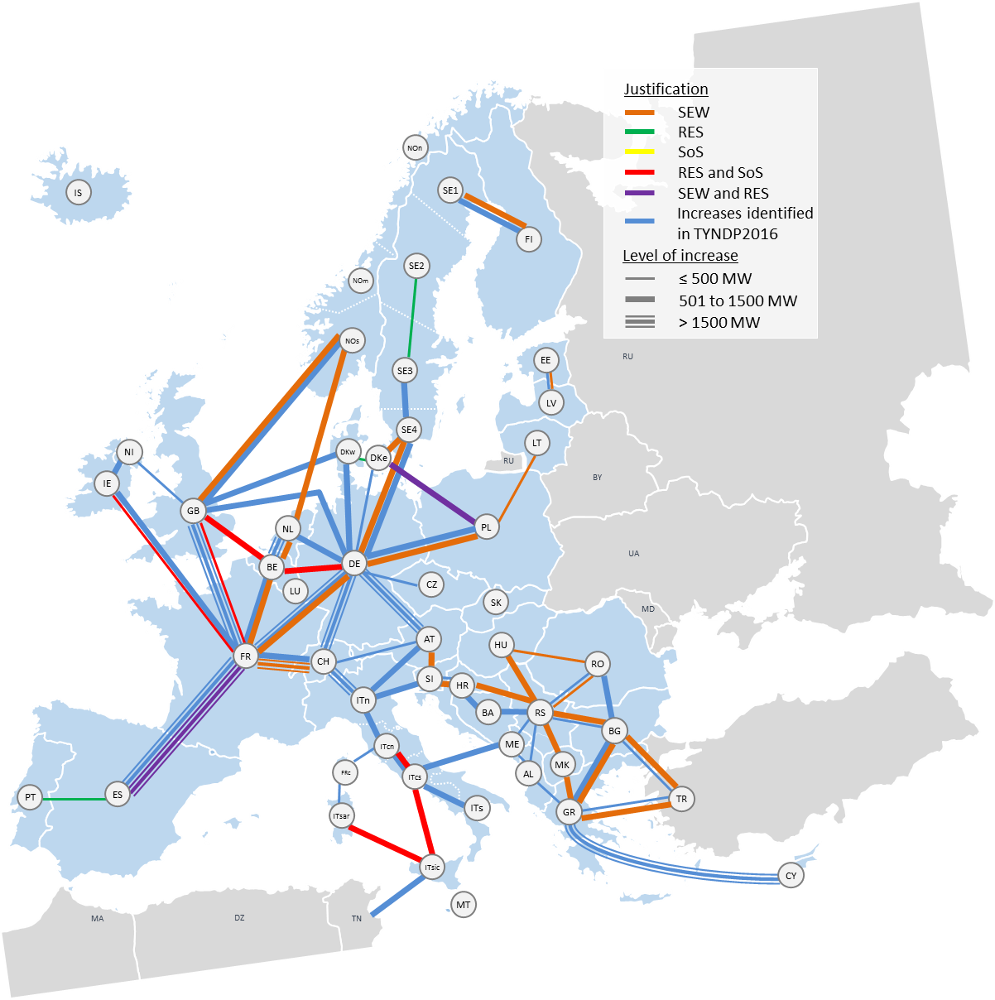 Justification
SEW
RES
SoS
RES and SoS
SEW and RES
Increases identified
in TYNDP2016
Level of increase
≤ 500 MW
501 to 1500 MW
> 1500 MW
NOn
IS
SE1
FI
SE2
NOm
NOs
RU
EE
SE3
LV
SE4
LT
NI
DKw
DKe
RU
BY
IE
GB
NL
PL
UA
BE
DE
LU
CZ
SK
MD
AT
HU
FR
CH
RO
SI
HR
ITn
BA
RS
BG
ITcn
ME
MK
FRc
ITcs
AL
PT
ES
ITs
TR
ITsar
GR
ITsic
CY
MT
MA
DZ
TN